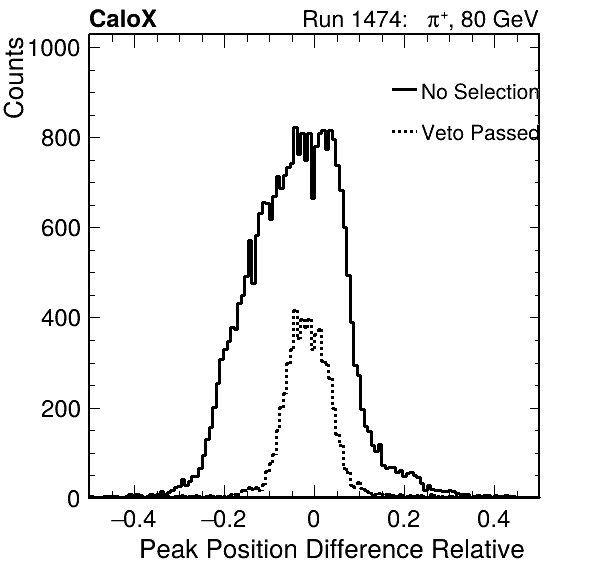 CaloX Run 1474: π⁺, 80 GeV
Counts
1000
800
600
400
200
0
No Selection
Veto Passed
−0.4 −0.2 0 0.2 0.4
Peak Position Difference Relative